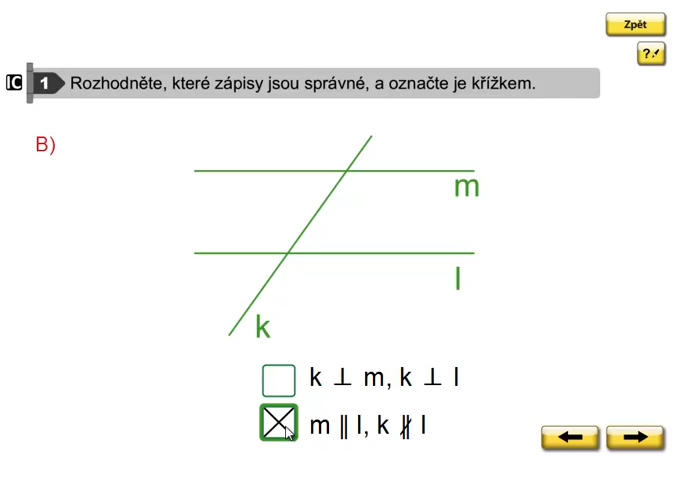 Zpět
?
IC 1 Rozhodněte, které zápisy jsou správné, a označte je křížkem.
B)
m
l
k
k ⊥ m, k ⊥ l
m ∥ l, k ∦ l